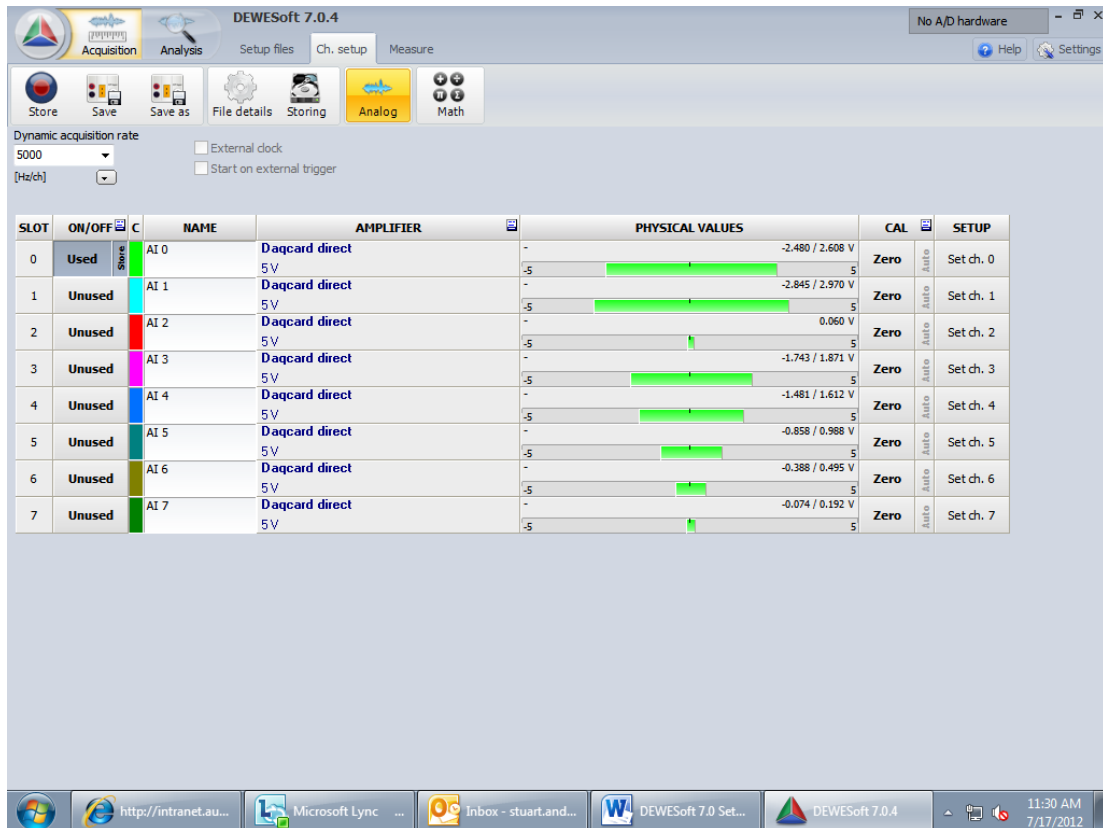 DEWESoft 7.0.4
No A/D hardware
Acquisition Analysis Setup files Ch. setup Measure Help Settings
Store Save Save as File details Storing Analog Math
Dynamic acquisition rate
5000
[Hz/ch]
External clock
Start on external trigger
SLOT ON/OFF C NAME AMPLIFIER PHYSICAL VALUES CAL SETUP
0 Used Store AI 0 Daqcard direct - -2.480 / 2.608 V Zero Auto Set ch. 0
5 V -5 5
1 Unused AI 1 Daqcard direct - -2.845 / 2.970 V Zero Auto Set ch. 1
5 V -5 5
2 Unused AI 2 Daqcard direct - 0.060 V Zero Auto Set ch. 2
5 V -5 5
3 Unused AI 3 Daqcard direct - -1.743 / 1.871 V Zero Auto Set ch. 3
5 V -5 5
4 Unused AI 4 Daqcard direct - -1.481 / 1.612 V Zero Auto Set ch. 4
5 V -5 5
5 Unused AI 5 Daqcard direct - -0.858 / 0.988 V Zero Auto Set ch. 5
5 V -5 5
6 Unused AI 6 Daqcard direct - -0.388 / 0.495 V Zero Auto Set ch. 6
5 V -5 5
7 Unused AI 7 Daqcard direct - -0.074 / 0.192 V Zero Auto Set ch. 7
5 V -5 5
http://intranet.au... Microsoft Lync ... Inbox - stuart.and... DEWESoft 7.0 Set... DEWESoft 7.0.4
11:30 AM
7/17/2012